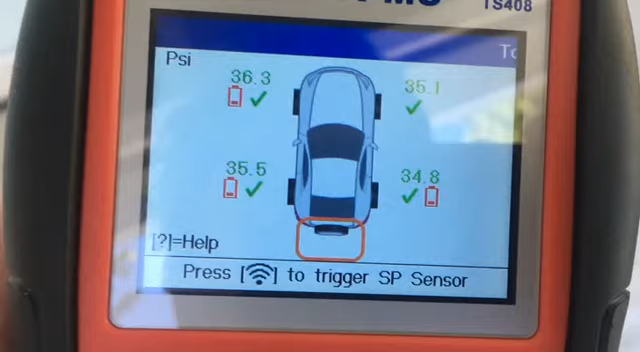 TS408
Psi
36.3
35.1
35.5
34.8
[?]=Help
Press [ ] to trigger SP Sensor